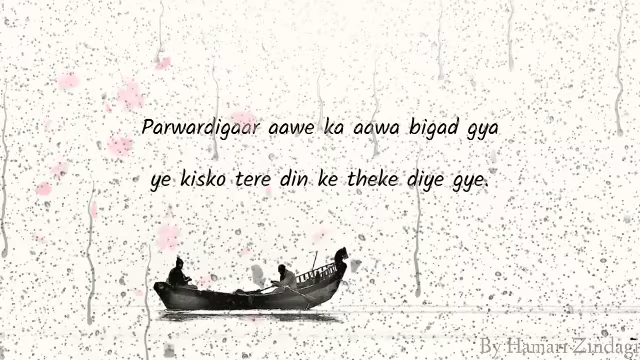 Parwardigaar aawe ka aawa bigad gya
ye kisko tere din ke theke diye gye.
By Hamari Zindagi